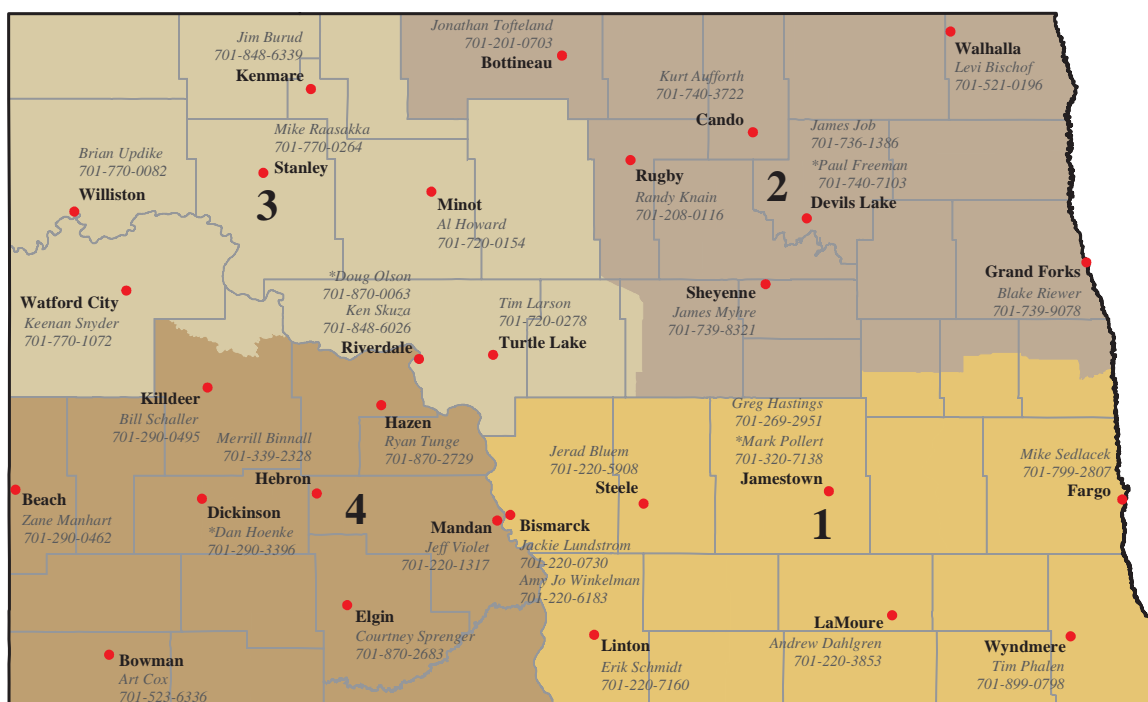 Jim Burud
701-848-6339
Kenmare
Jonathan Tofteland
701-201-0703
Bottineau
Walhalla
Levi Bischof
701-521-0196
Kurt Aufforth
701-740-3722
Cando
Mike Raasakka
701-770-0264
Stanley
James Job
701-736-1386
*Paul Freeman
701-740-7103
Devils Lake
Brian Updike
701-770-0082
Williston
3
Minot
Al Howard
701-720-0154
Rugby
Randy Knain
701-208-0116
2
Grand Forks
Blake Riewer
701-739-9078
Watford City
Keenan Snyder
701-770-1072
*Doug Olson
701-870-0063
Ken Skuza
701-848-6026
Riverdale
Tim Larson
701-720-0278
Turtle Lake
Sheyenne
James Myhre
701-739-8321
Killdeer
Bill Schaller
701-290-0495
Merrill Binnall
701-339-2328
Hebron
Hazen
Ryan Tunge
701-870-2729
Jerad Bluem
701-220-5908
Steele
Greg Hastings
701-269-2951
*Mark Pollert
701-320-7138
Jamestown
Mike Sedlacek
701-799-2807
Fargo
Beach
Zane Manhart
701-290-0462
Dickinson
*Dan Hoenke
701-290-3396
4
Mandan
Jeff Violet
701-220-1317
Bismarck
Jackie Lundstrom
701-220-0730
Amy Jo Winkelman
701-220-6183
1
Elgin
Courtney Sprenger
701-870-2683
Bowman
Art Cox
701-523-6336
Linton
Erik Schmidt
701-220-7160
LaMoure
Andrew Dahlgren
701-220-3853
Wyndmere
Tim Phalen
701-899-0798